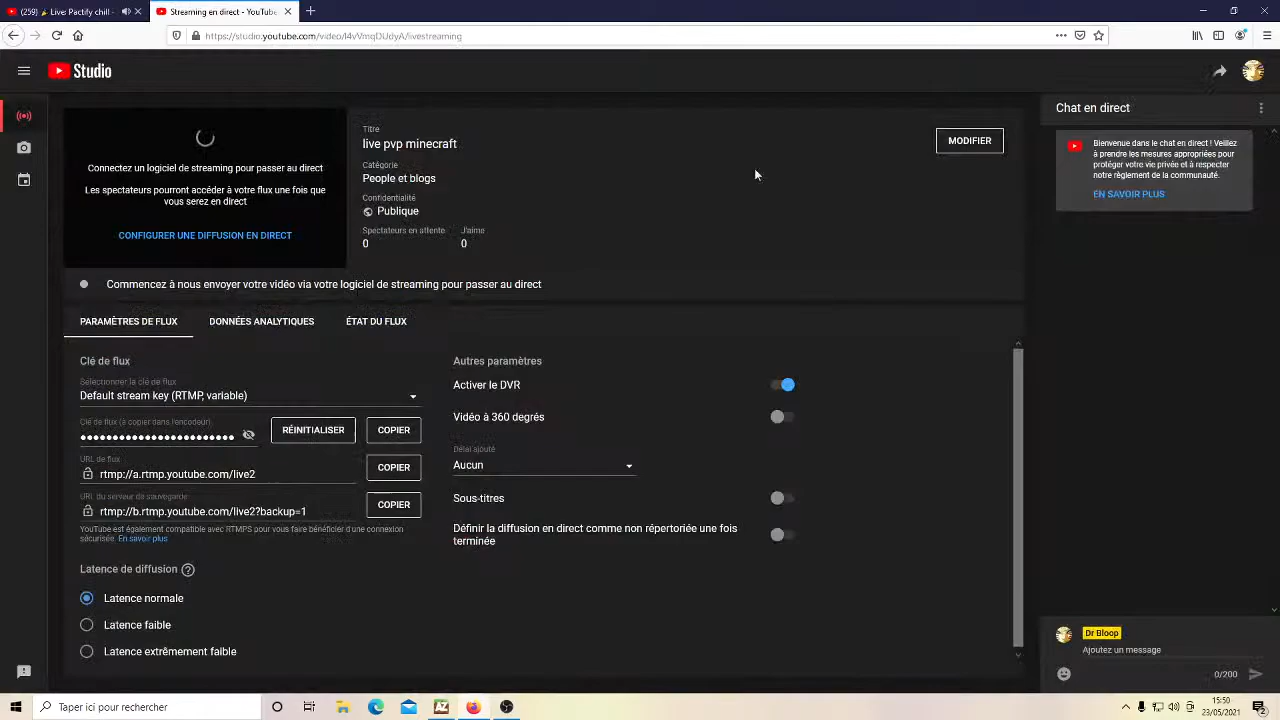 (259) ⚡ Live Pactify chill -
Streaming en direct - YouTube
https://studio.youtube.com/video/l4vVmqDUdyA/livestreaming
Studio
Connectez un logiciel de streaming pour passer au direct
Les spectateurs pourront accéder à votre flux une fois que
vous serez en direct
CONFIGURER UNE DIFFUSION EN DIRECT
Titre
live pvp minecraft
Catégorie
People et blogs
Confidentialité
Publique
Spectateurs en attente
J'aime
0
0
MODIFIER
Commencez à nous envoyer votre vidéo via votre logiciel de streaming pour passer au direct
PARAMÈTRES DE FLUX
DONNÉES ANALYTIQUES
ÉTAT DU FLUX
Clé de flux
Sélectionner la clé de flux
Default stream key (RTMP, variable)
Clé de flux (à copier dans l'encodeur)
••••••••••••••••••••••••
RÉINITIALISER
COPIER
URL de flux
rtmp://a.rtmp.youtube.com/live2
COPIER
URL du serveur de sauvegarde
rtmp://b.rtmp.youtube.com/live2?backup=1
COPIER
YouTube est également compatible avec RTMPS pour vous faire bénéficier d'une connexion
sécurisée. En savoir plus
Latence de diffusion
Latence normale
Latence faible
Latence extrêmement faible
Autres paramètres
Activer le DVR
Vidéo à 360 degrés
Délai ajouté
Aucun
Sous-titres
Définir la diffusion en direct comme non répertoriée une fois
terminée
Chat en direct
Bienvenue dans le chat en direct ! Veillez
à prendre les mesures appropriées pour
protéger votre vie privée et à respecter
notre règlement de la communauté.
EN SAVOIR PLUS
Dr Bloop
Ajoutez un message
0/200
Taper ici pour rechercher
15:50
23/05/2021
2